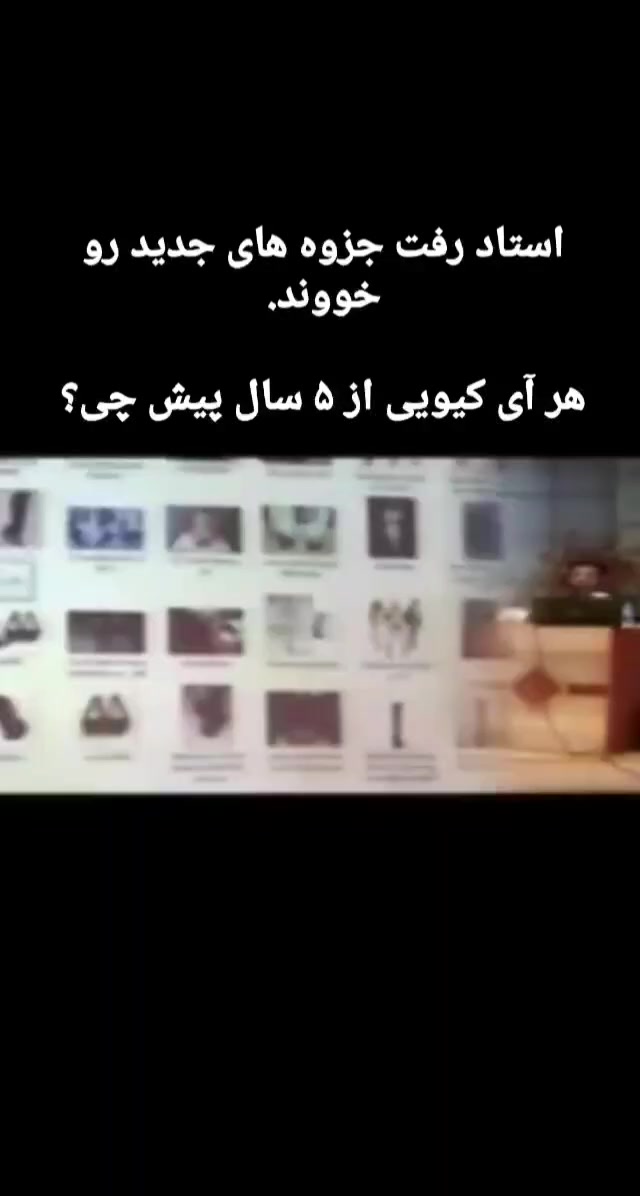 استاد رفت جزوه های جدید رو
خووند.
هر آی کیویی از ۵ سال پیش چی؟